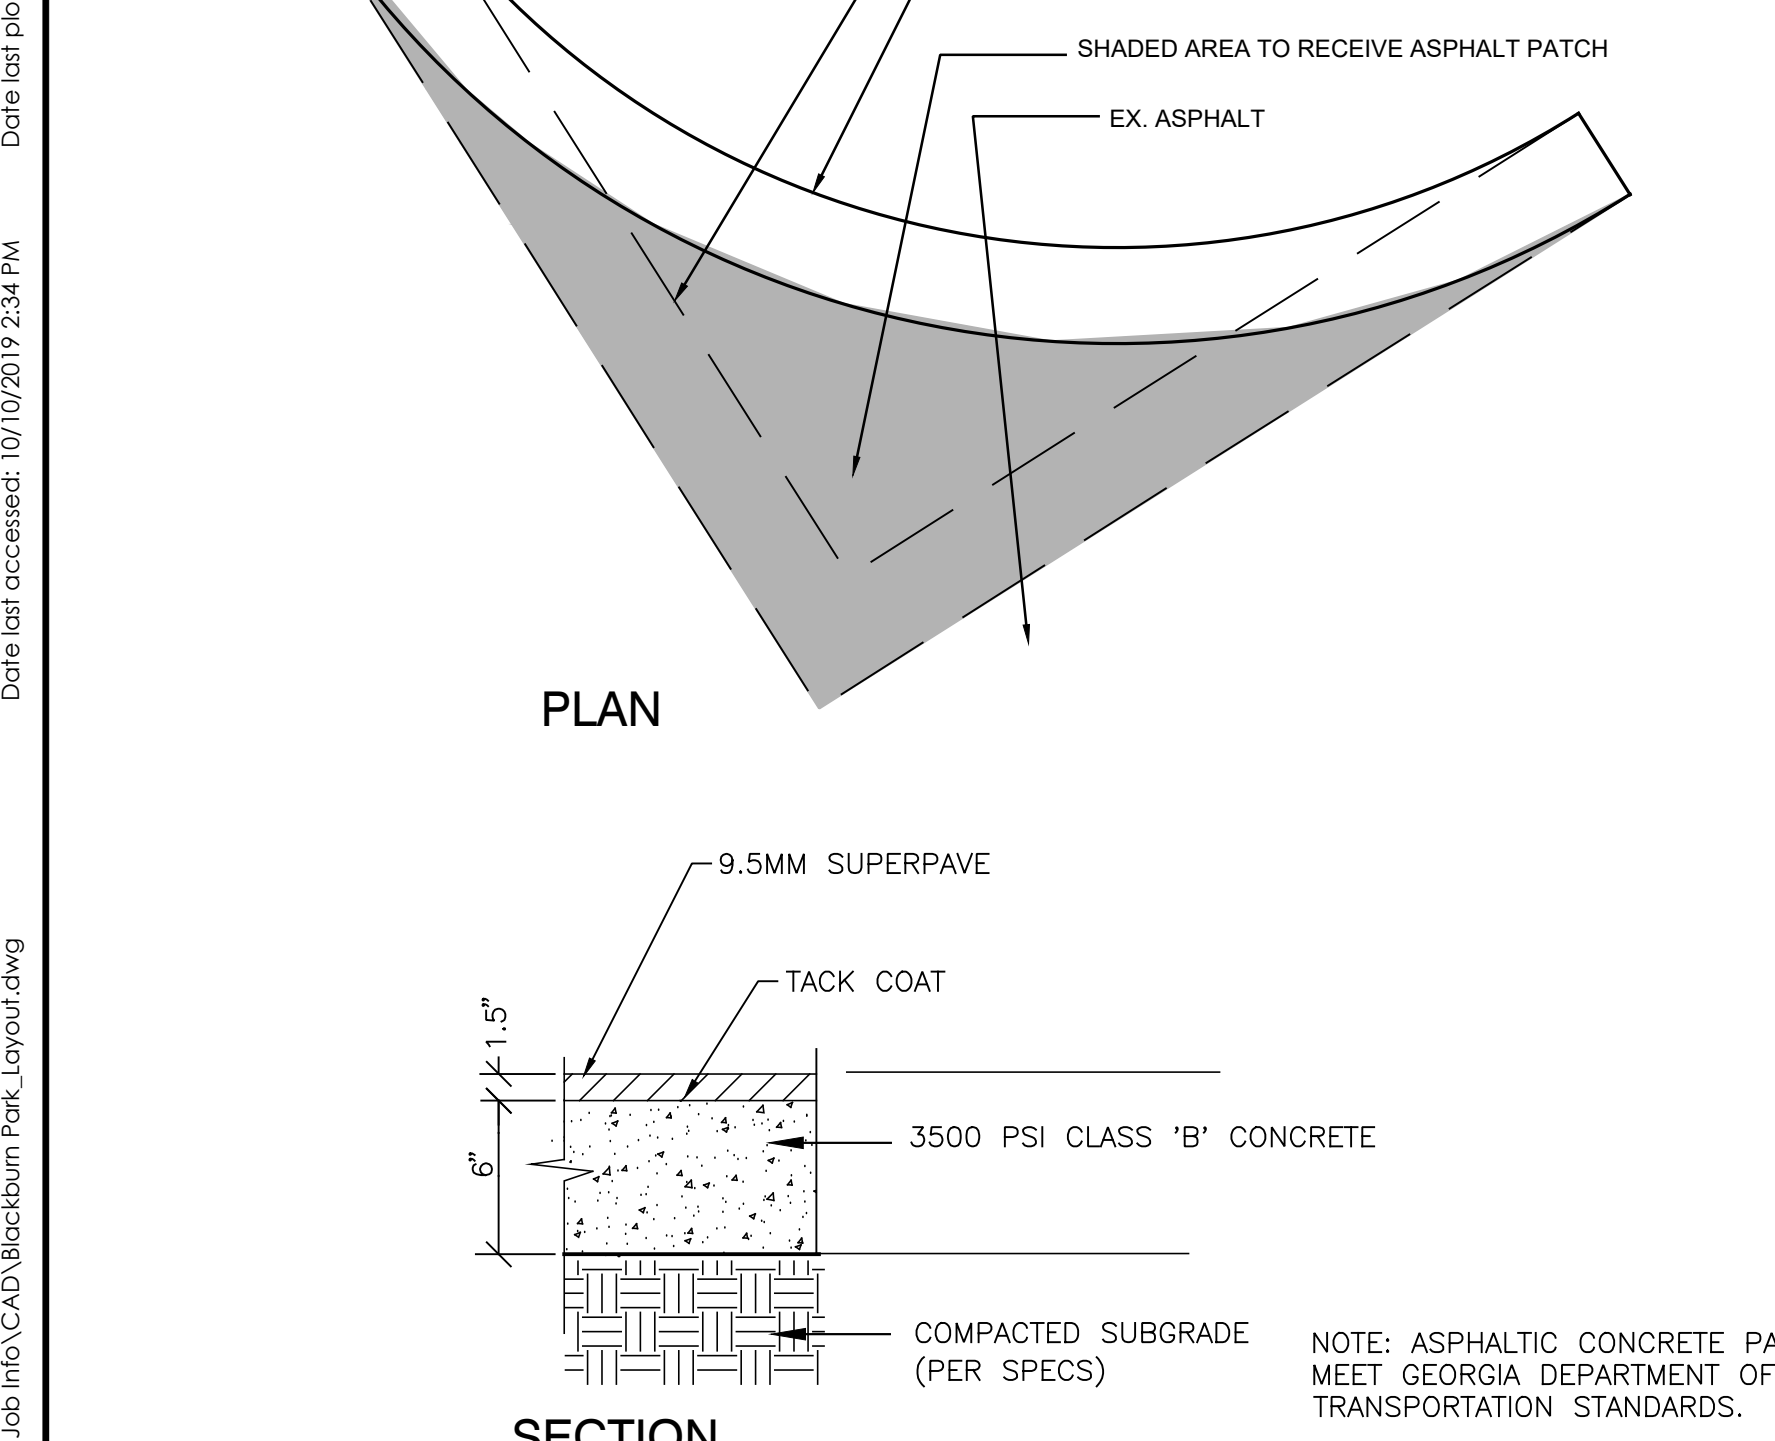 SHADED AREA TO RECEIVE ASPHALT PATCH
EX. ASPHALT
PLAN
9.5MM SUPERPAVE
TACK COAT
1.5”
6”
3500 PSI CLASS 'B' CONCRETE
COMPACTED SUBGRADE
(PER SPECS)
NOTE: ASPHALTIC CONCRETE
MEET GEORGIA DEPARTMENT OF
TRANSPORTATION STANDARDS.
SECTION
Job Info\CAD\Blackburn Park_Layout.dwg
Date last accessed: 10/10/2019 2:34 PM
Date last